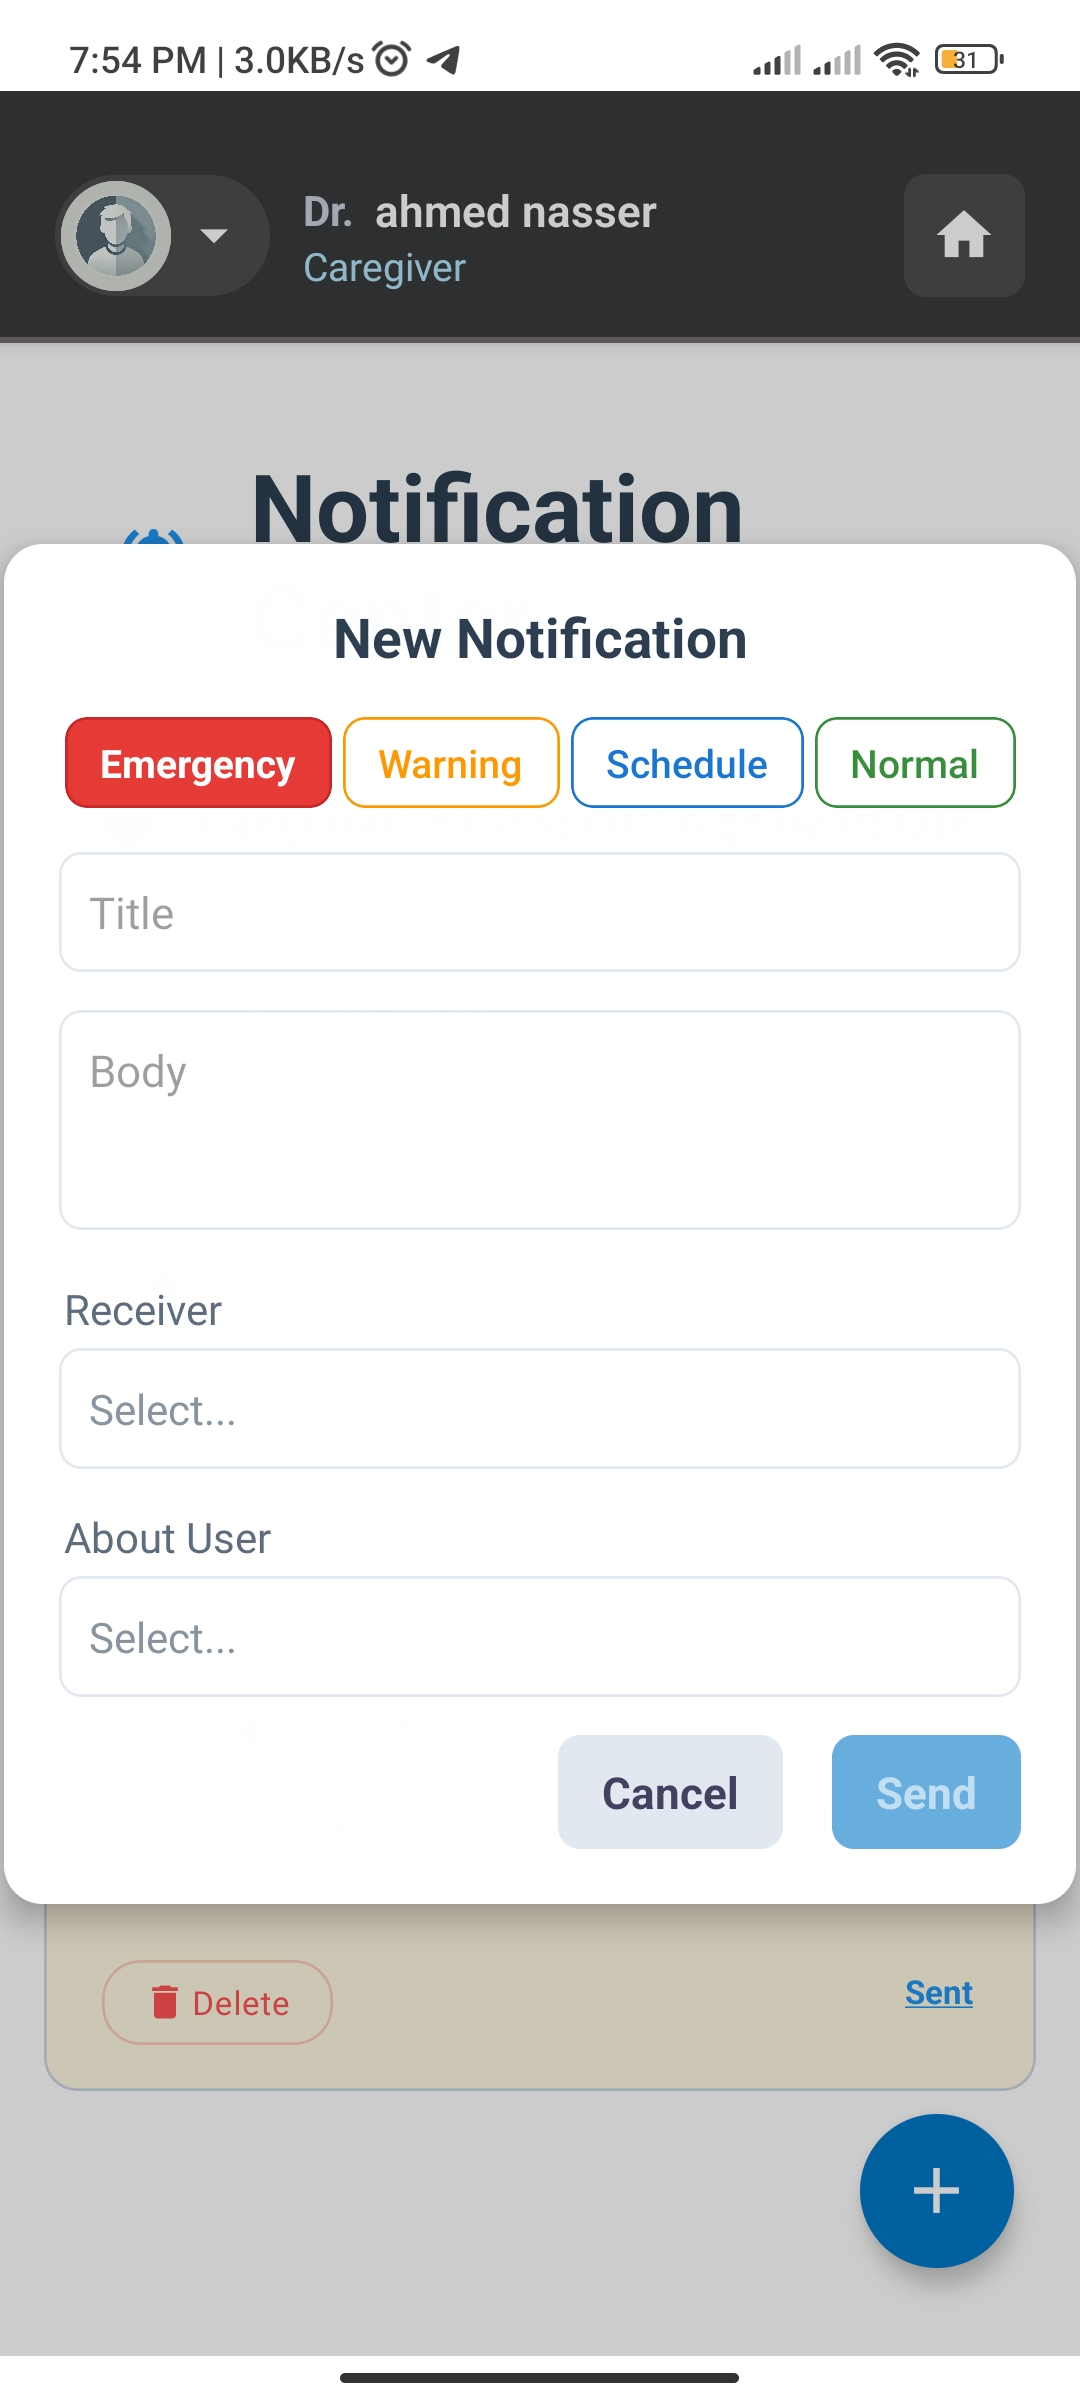 7:54 PM | 3.0KB/s
31
Dr. ahmed nasser
Caregiver
Notification
New Notification
Emergency Warning Schedule Normal
Title
Body
Receiver
Select...
About User
Select...
Cancel Send
Delete Sent